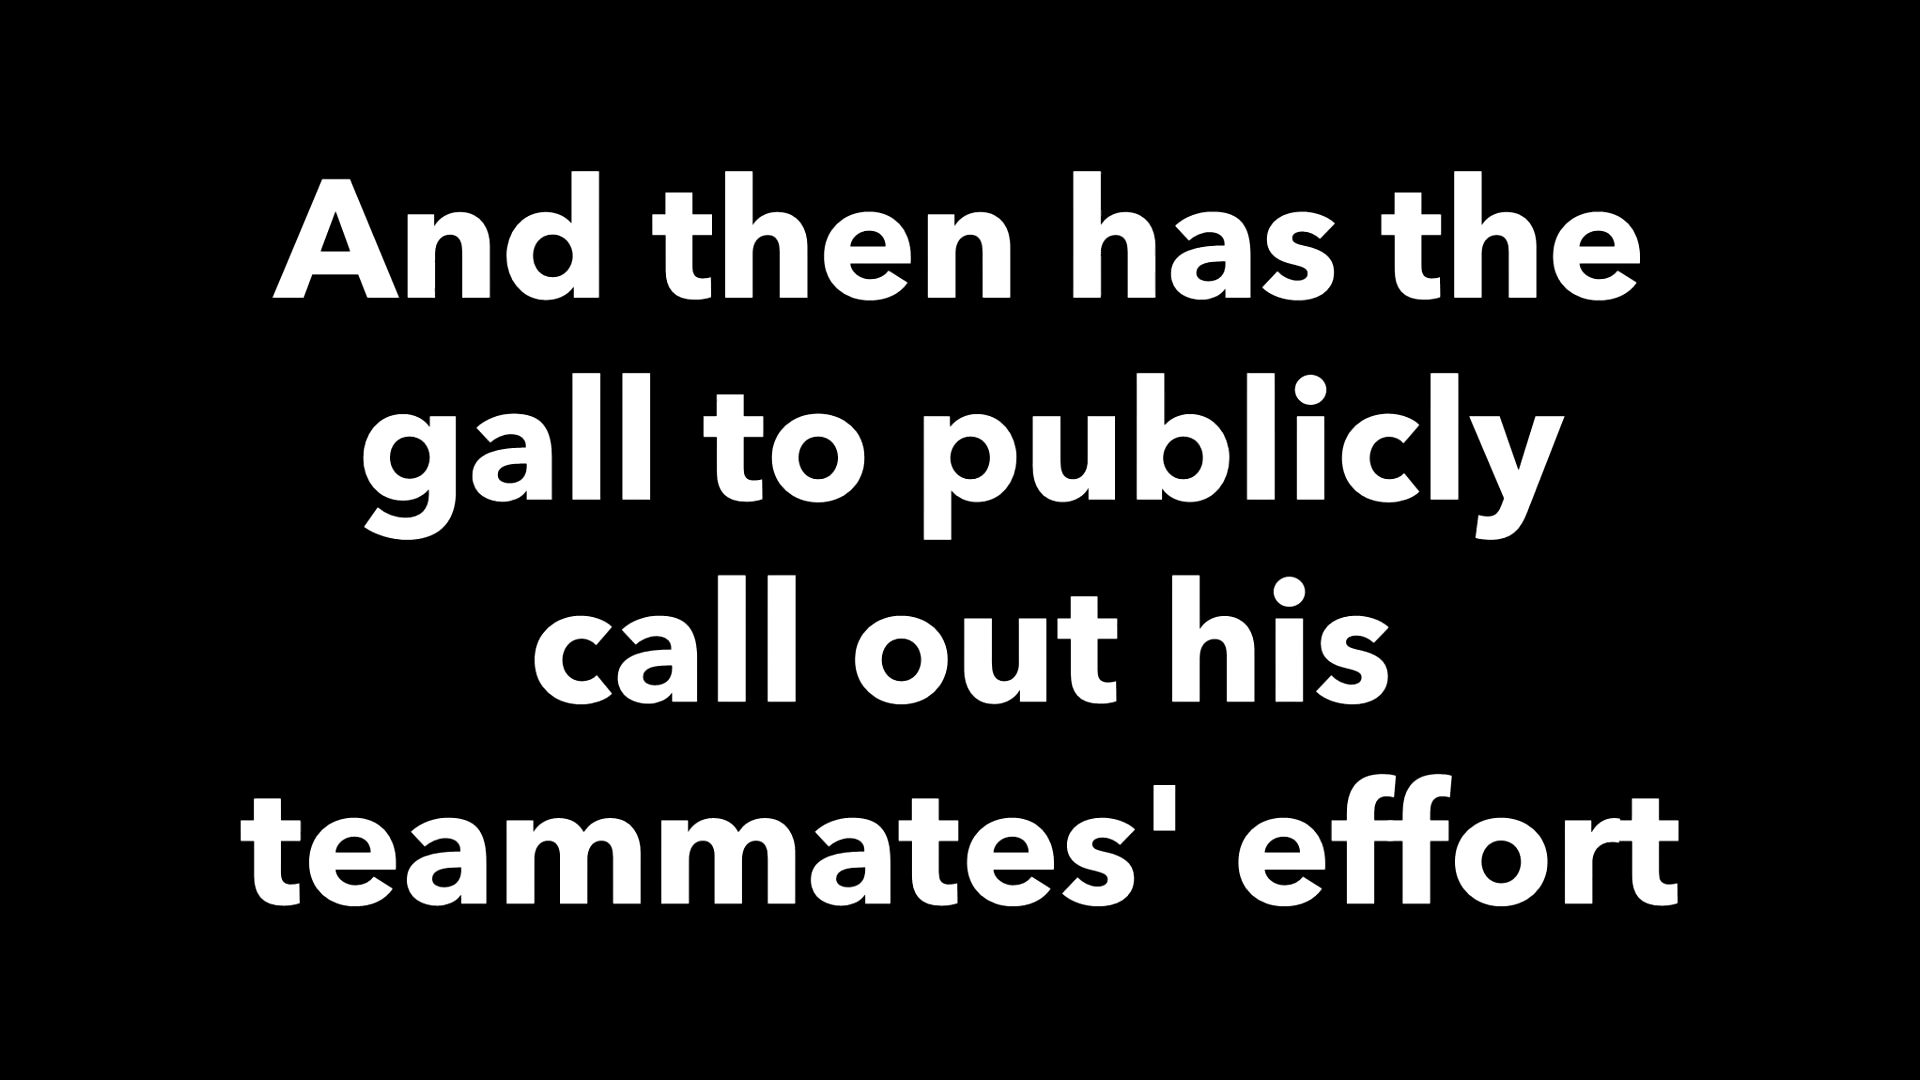 And then has the
gall to publicly
call out his
teammates' effort